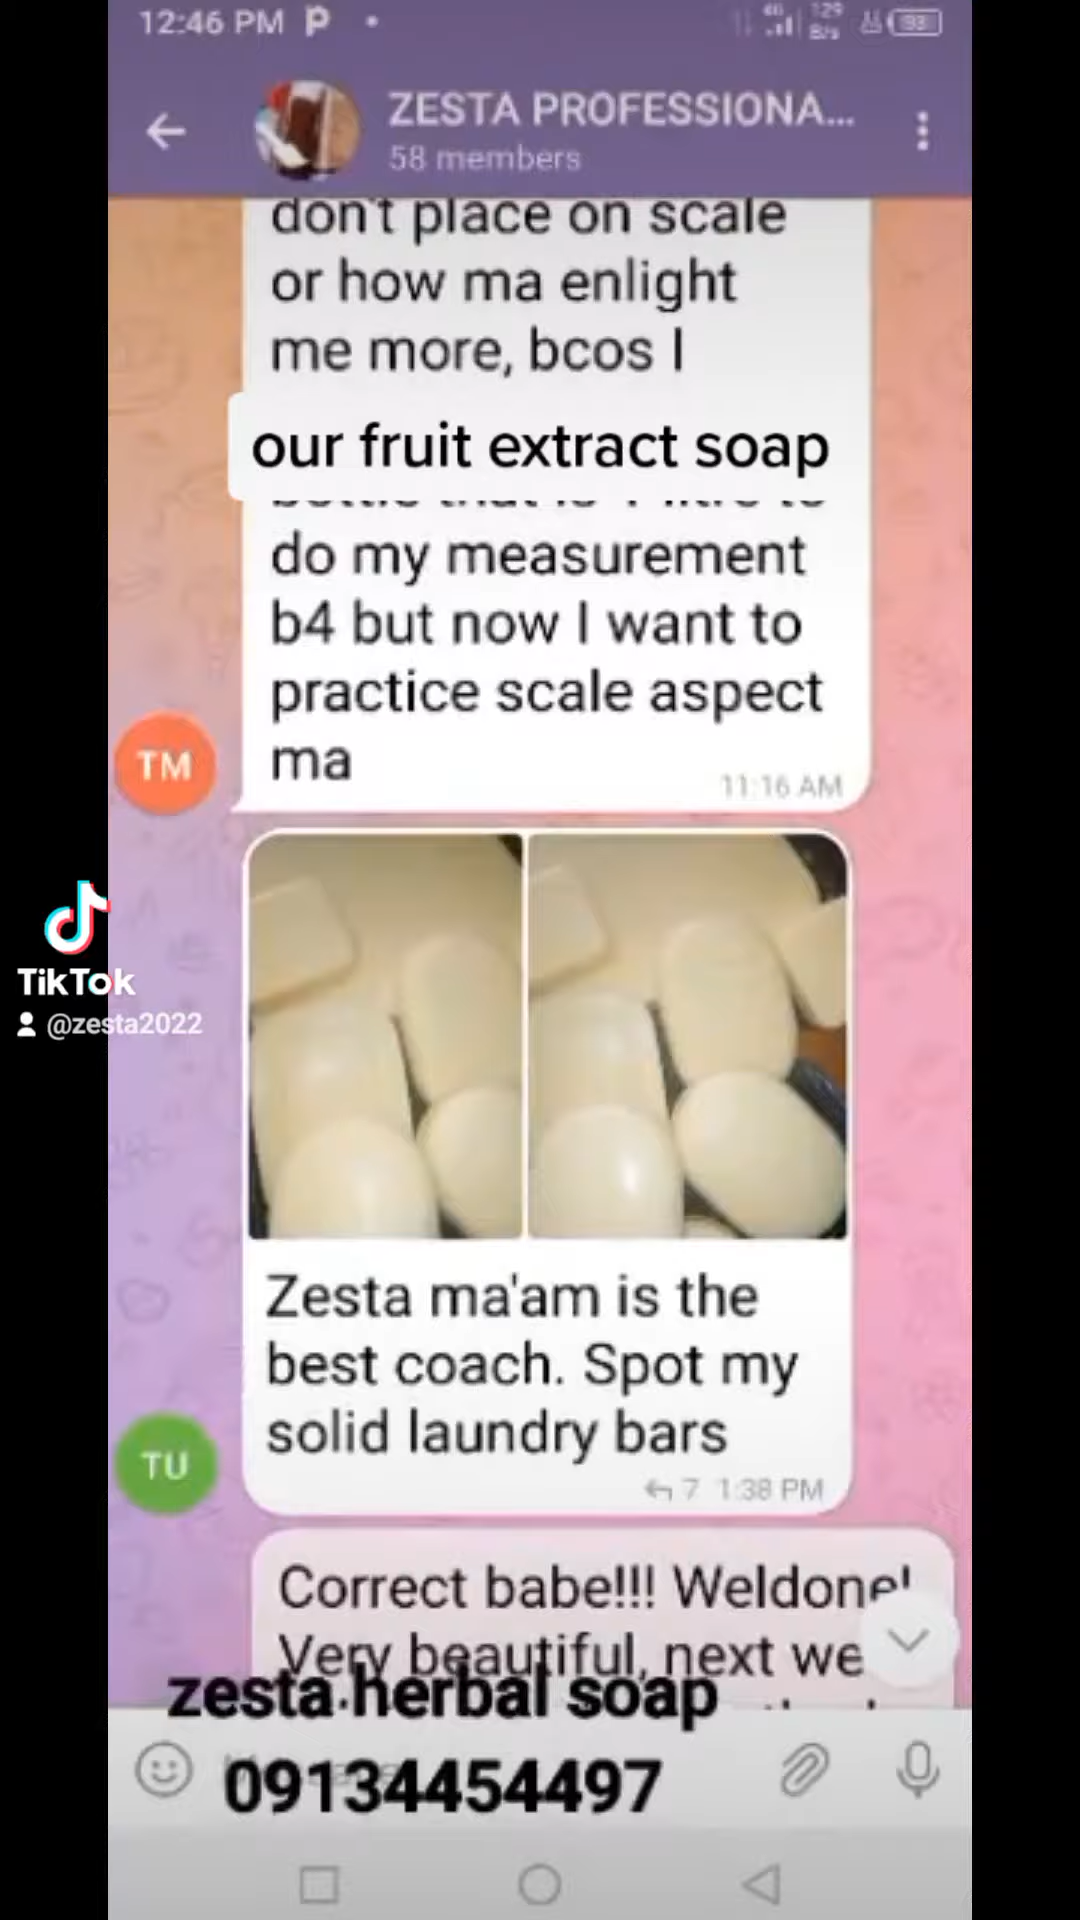 12:46 PM
4G
129
B/s
93
ZESTA PROFESSIONA...
58 members
don't place on scale
or how ma enlight
me more, bcos I
our fruit extract soap
do my measurement
b4 but now I want to
practice scale aspect
ma
11:16 AM
TM
TikTok
@zesta2022
Zesta ma'am is the
best coach. Spot my
solid laundry bars
TU
7 1:38 PM
Correct babe!!! Weldone!
Very beautiful, next we
zesta herbal soap
09134454497